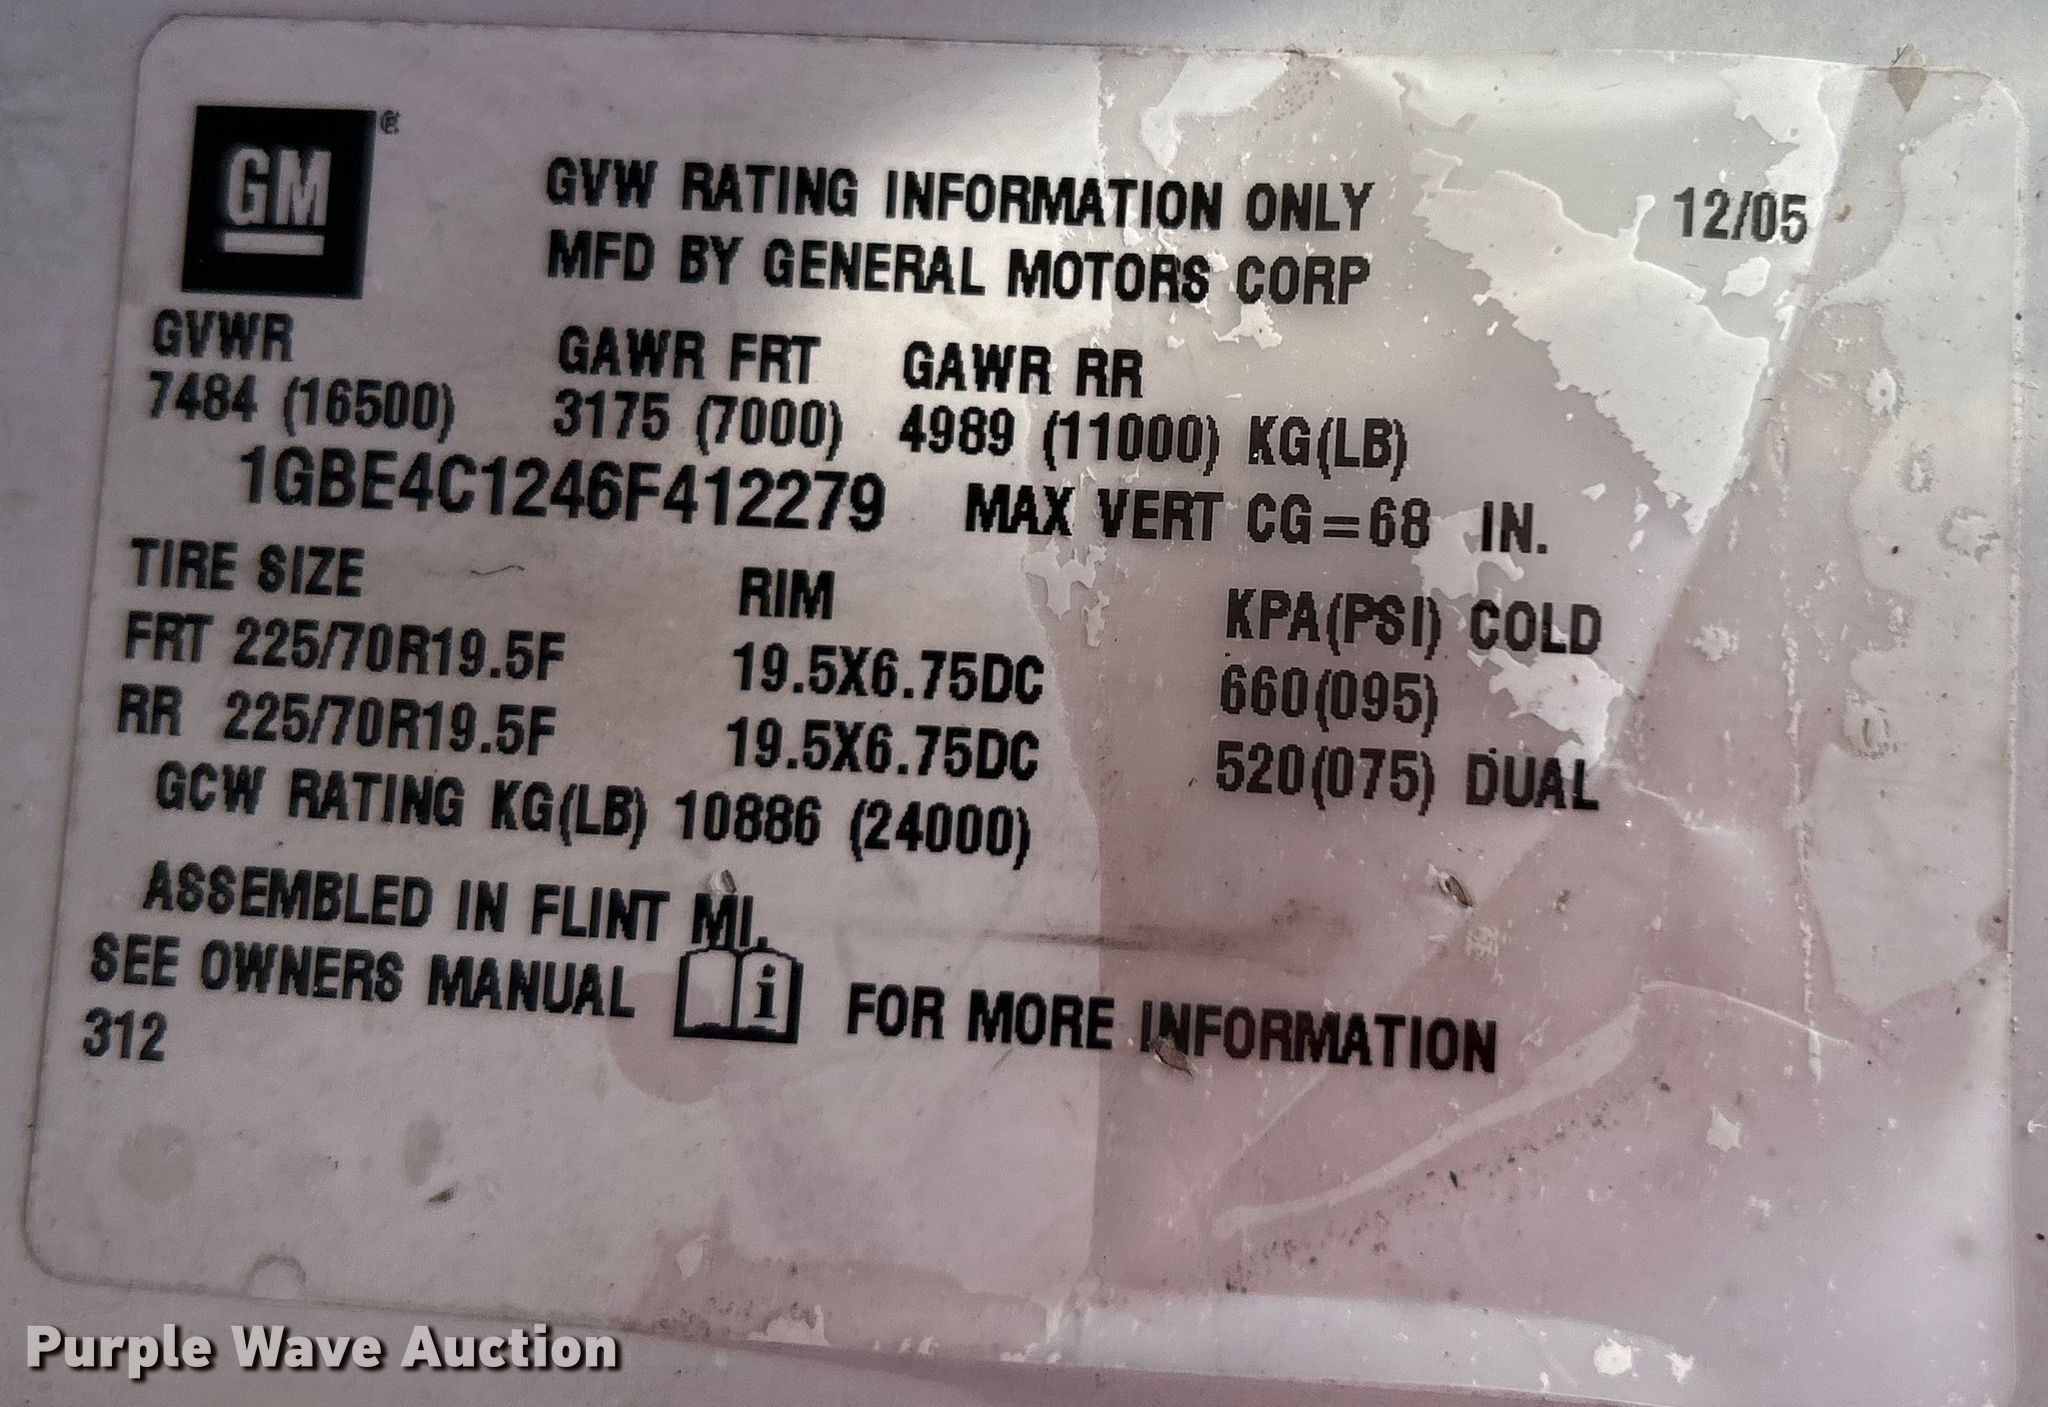 GM®
GVW RATING INFORMATION ONLY 12/05
MFD BY GENERAL MOTORS CORP
GVWR GAWR FRT GAWR RR
7484 (16500) 3175 (7000) 4989 (11000) KG(LB)
1GBE4C1246F412279 MAX VERT CG=68 IN.
TIRE SIZE RIM KPA(PSI) COLD
FRT 225/70R19.5F 19.5X6.75DC 660(095)
RR 225/70R19.5F 19.5X6.75DC 520(075) DUAL
GCW RATING KG(LB) 10886 (24000)
ASSEMBLED IN FLINT MI.
SEE OWNERS MANUAL i FOR MORE INFORMATION
312
Purple Wave Auction